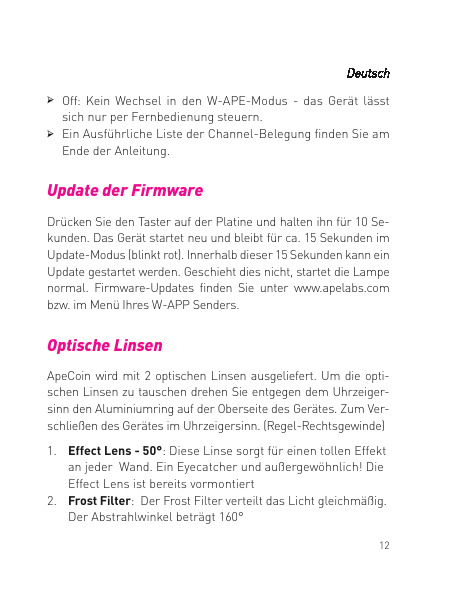 Deutsch
➢ Off: Kein Wechsel in den W-APE-Modus - das Gerät lässt
sich nur per Fernbedienung steuern.
➢ Ein Ausführliche Liste der Channel-Belegung finden Sie am
Ende der Anleitung.
Update der Firmware
Drücken Sie den Taster auf der Platine und halten ihn für 10 Se-
kunden. Das Gerät startet neu und bleibt für ca. 15 Sekunden im
Update-Modus (blinkt rot). Innerhalb dieser 15 Sekunden kann ein
Update gestartet werden. Geschieht dies nicht, startet die Lampe
normal. Firmware-Updates finden Sie unter www.apelabs.com
bzw. im Menü Ihres W-APP Senders.
Optische Linsen
ApeCoin wird mit 2 optischen Linsen ausgeliefert. Um die opti-
schen Linsen zu tauschen drehen Sie entgegen dem Uhrzeiger-
sinn den Aluminiumring auf der Oberseite des Gerätes. Zum Ver-
schließen des Gerätes im Uhrzeigersinn. (Regel-Rechtsgewinde)
1. Effect Lens - 50°: Diese Linse sorgt für einen tollen Effekt
an jeder Wand. Ein Eyecatcher und außergewöhnlich! Die
Effect Lens ist bereits vormontiert
2. Frost Filter: Der Frost Filter verteilt das Licht gleichmäßig.
Der Abstrahlwinkel beträgt 160°
12